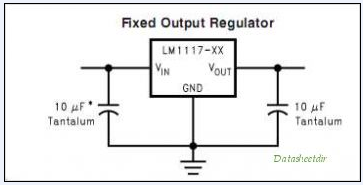 Fixed Output Regulator
LM1117-XX
VIN
VOUT
GND
10 μF*
Tantalum
10 μF
Tantalum
Datasheetdir